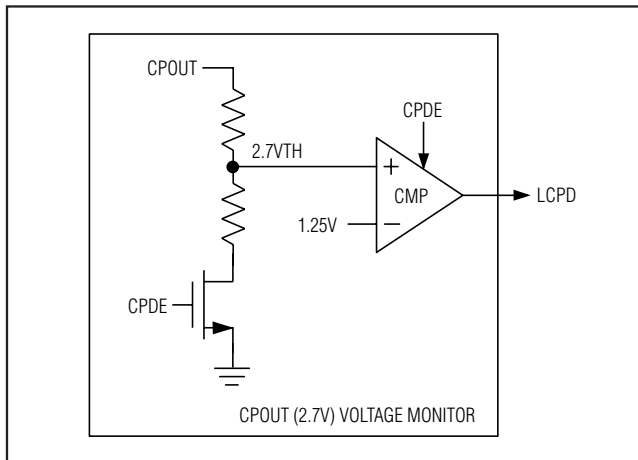 CPOUT
CPDE
2.7VTH
+
CMP
LCPD
1.25V
−
CPDE
CPOUT (2.7V) VOLTAGE MONITOR